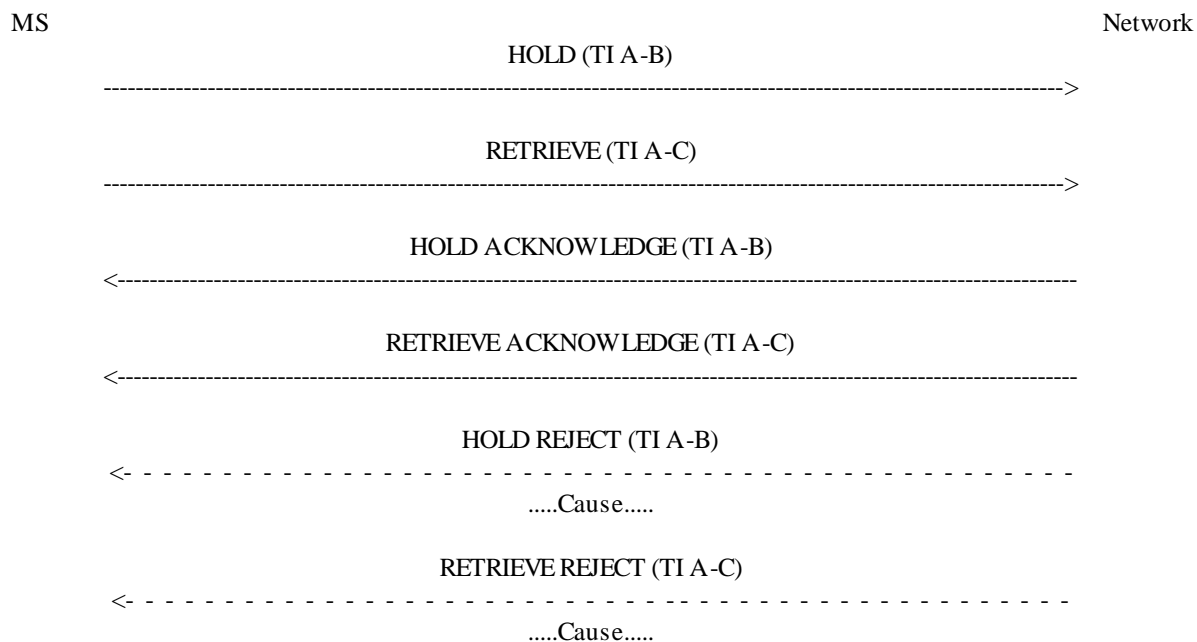 MS Network
HOLD (TI A-B)
RETRIEVE (TI A-C)
HOLD ACKNOWLEDGE (TI A-B)
RETRIEVE ACKNOWLEDGE (TI A-C)
HOLD REJECT (TI A-B)
.....Cause.....
RETRIEVE REJECT (TI A-C)
.....Cause.....